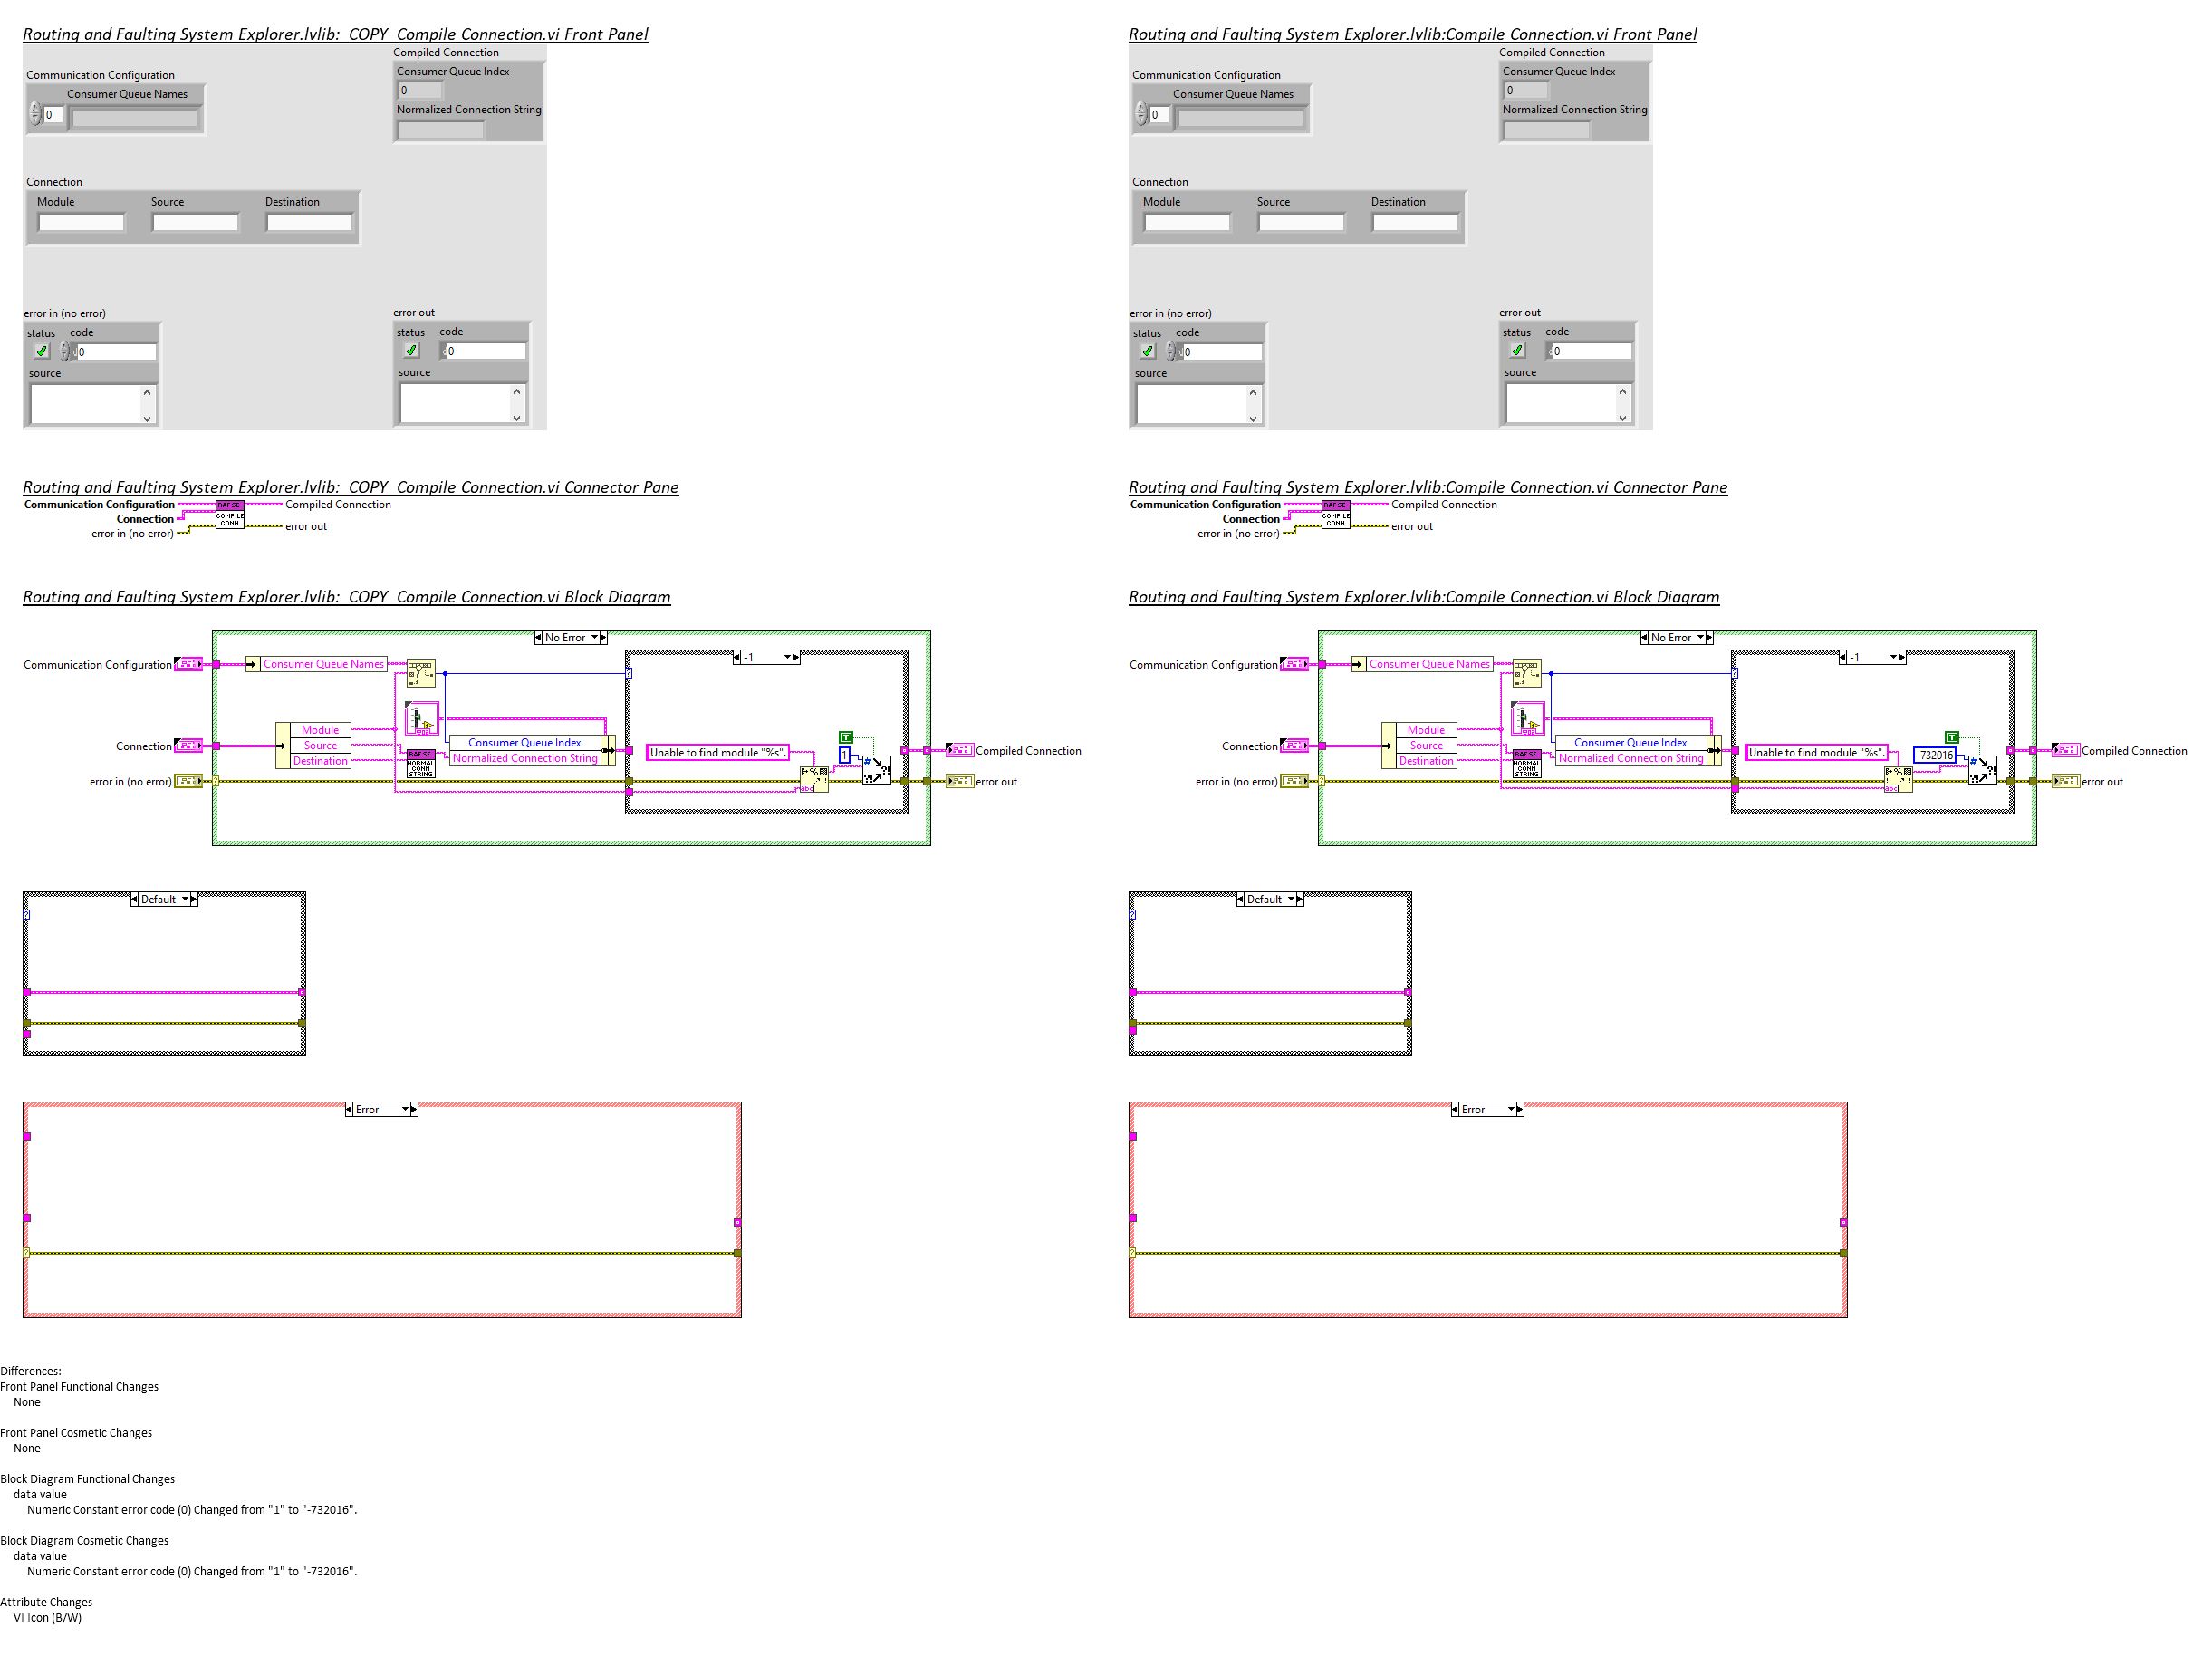 Routing and Faulting System Explorer.lvlib:  COPY  Compile Connection.vi Front Panel
Communication Configuration
Consumer Queue Names
0
Compiled Connection
Consumer Queue Index
0
Normalized Connection String
Connection
Module Source Destination
error in (no error)
status code
0
source
error out
status code
0
source
Routing and Faulting System Explorer.lvlib:  COPY  Compile Connection.vi Connector Pane
Communication Configuration
Connection
error in (no error)
RAF SE
COMPILE
CONN
Compiled Connection
error out
Routing and Faulting System Explorer.lvlib:  COPY  Compile Connection.vi Block Diagram
No Error
-1
Communication Configuration
Consumer Queue Names
Connection
Module
Source
Destination
RAF SE
NORMAL
CONN
STRING
Consumer Queue Index
Normalized Connection String
Unable to find module "%s".
T
1
error in (no error)
Compiled Connection
error out
Default
Error
Routing and Faulting System Explorer.lvlib:Compile Connection.vi Front Panel
Communication Configuration
Consumer Queue Names
0
Compiled Connection
Consumer Queue Index
0
Normalized Connection String
Connection
Module Source Destination
error in (no error)
status code
0
source
error out
status code
0
source
Routing and Faulting System Explorer.lvlib:Compile Connection.vi Connector Pane
Communication Configuration
Connection
error in (no error)
RAF SE
COMPILE
CONN
Compiled Connection
error out
Routing and Faulting System Explorer.lvlib:Compile Connection.vi Block Diagram
No Error
-1
Communication Configuration
Consumer Queue Names
Connection
Module
Source
Destination
RAF SE
NORMAL
CONN
STRING
Consumer Queue Index
Normalized Connection String
Unable to find module "%s".
T
-732016
error in (no error)
Compiled Connection
error out
Default
Error
Differences:
Front Panel Functional Changes
None
Front Panel Cosmetic Changes
None
Block Diagram Functional Changes
data value
Numeric Constant error code (0) Changed from "1" to "-732016".
Block Diagram Cosmetic Changes
data value
Numeric Constant error code (0) Changed from "1" to "-732016".
Attribute Changes
VI Icon (B/W)